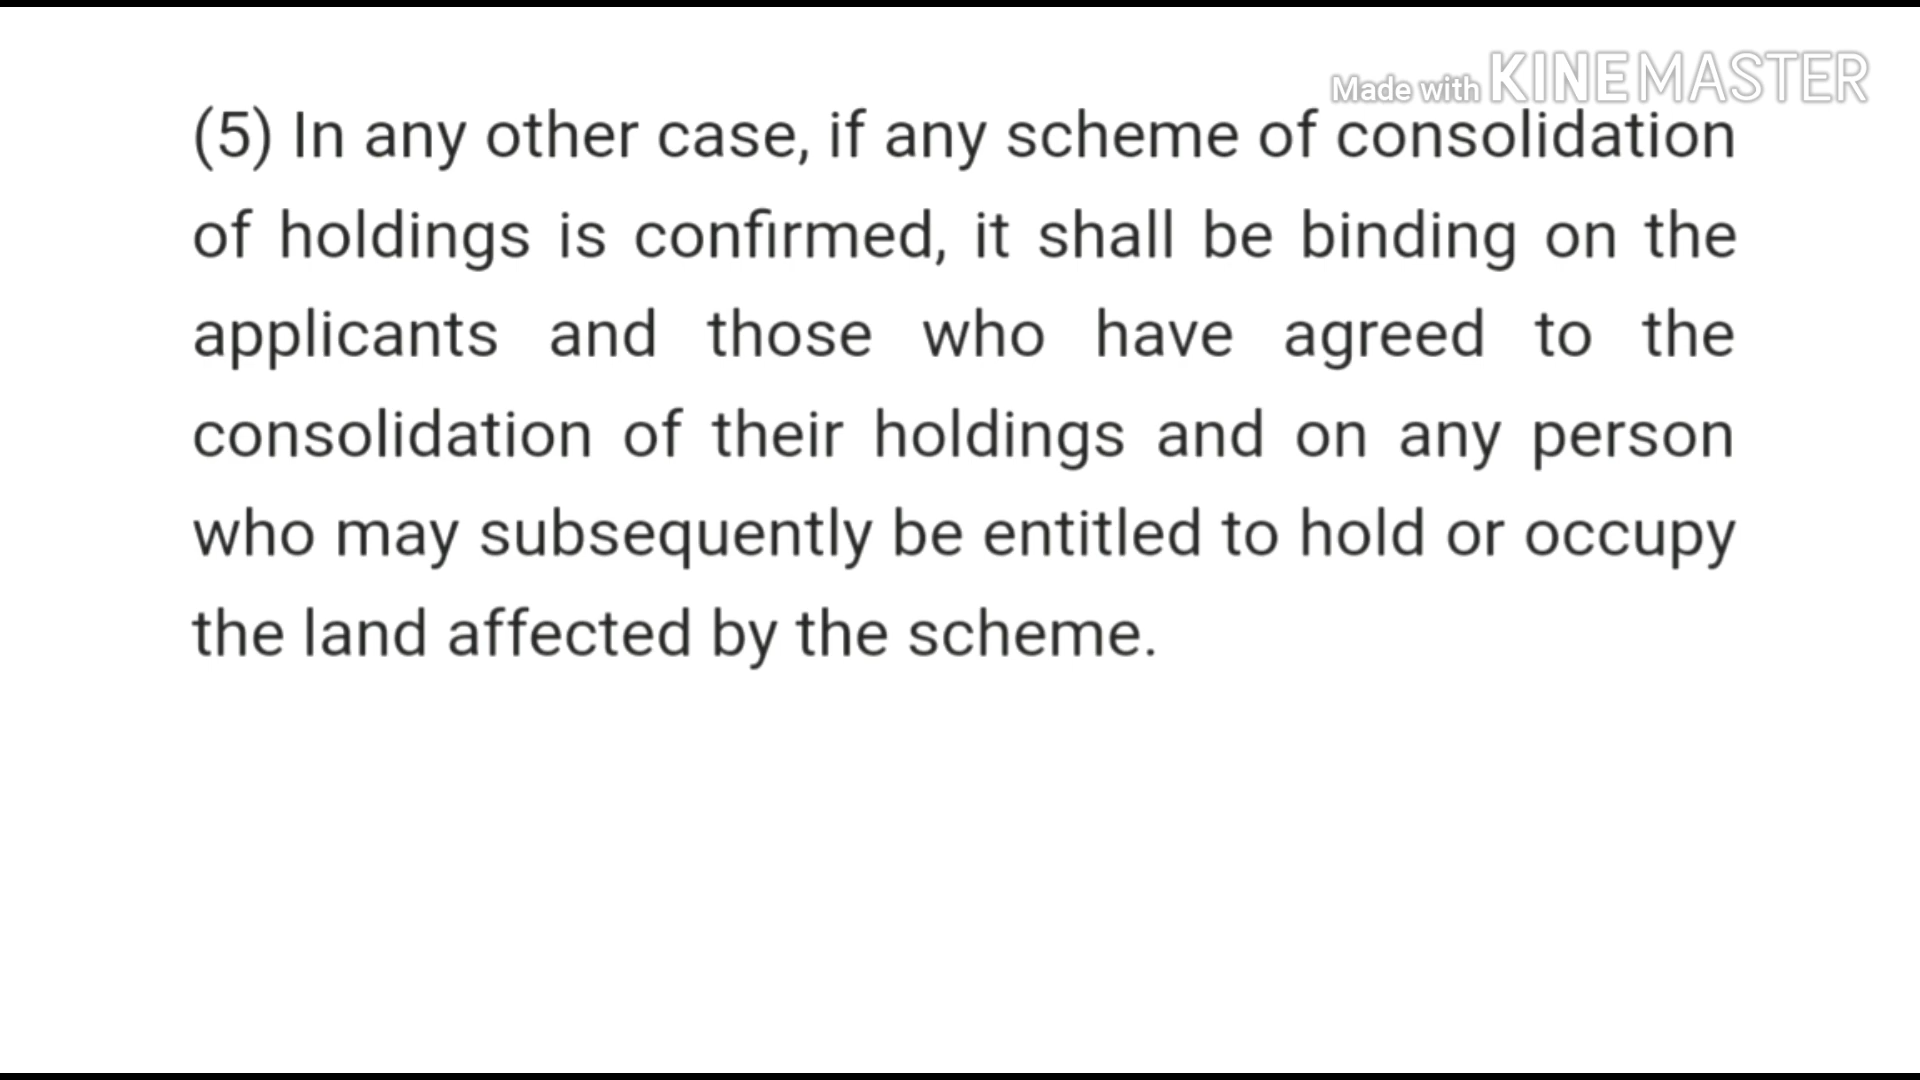 Made with KINEMASTER
(5) In any other case, if any scheme of consolidation
of holdings is confirmed, it shall be binding on the
applicants and those who have agreed to the
consolidation of their holdings and on any person
who may subsequently be entitled to hold or occupy
the land affected by the scheme.